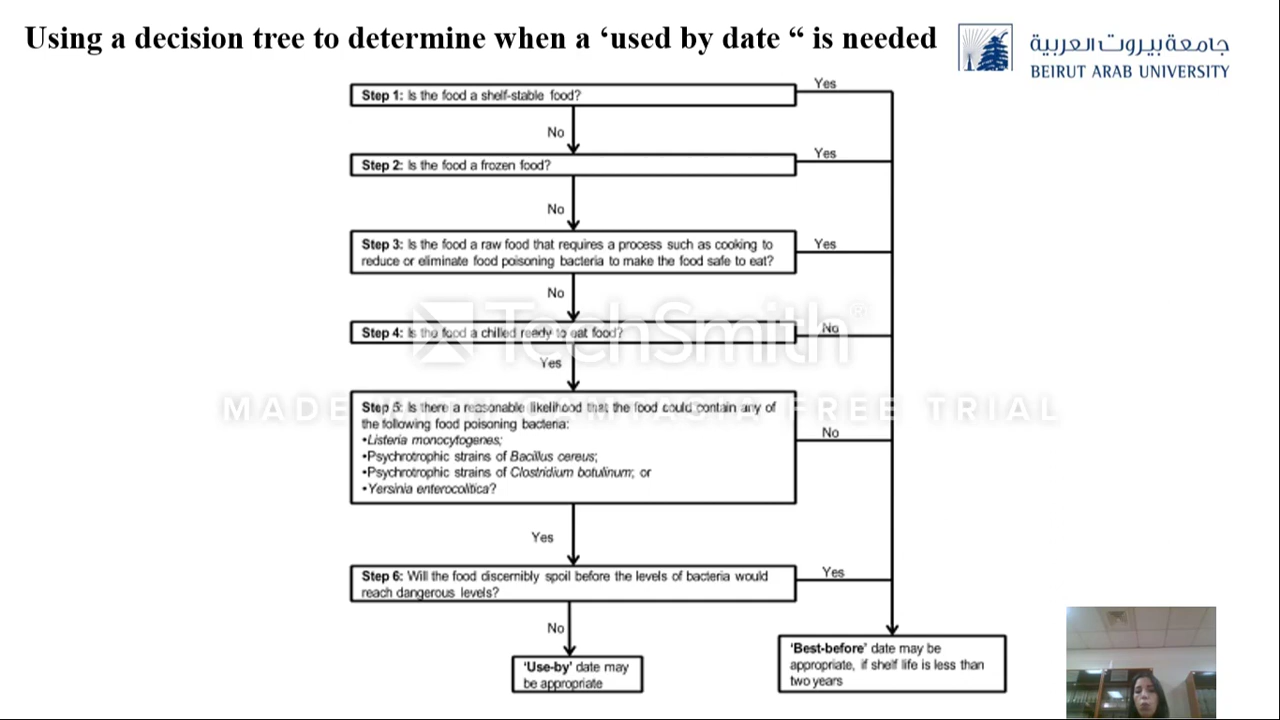 Using a decision tree to determine when a ‘used by date “ is needed
جامعة بيروت العربية
BEIRUT ARAB UNIVERSITY
Step 1: Is the food a shelf-stable food?
Yes
No
Step 2: Is the food a frozen food?
Yes
No
Step 3: Is the food a raw food that requires a process such as cooking to
reduce or eliminate food poisoning bacteria to make the food safe to eat?
Yes
No
Step 4: Is the food a chilled ready to eat food?
No
Yes
TechSmith®
MADE WITH CAMTASIA FREE TRIAL
Step 5: Is there a reasonable likelihood that the food could contain any of
the following food poisoning bacteria:
•Listeria monocytogenes;
•Psychrotrophic strains of Bacillus cereus;
•Psychrotrophic strains of Clostridium botulinum; or
•Yersinia enterocolitica?
No
Yes
Step 6: Will the food discernibly spoil before the levels of bacteria would
reach dangerous levels?
Yes
No
‘Use-by’ date may
be appropriate
‘Best-before’ date may be
appropriate, if shelf life is less than
two years